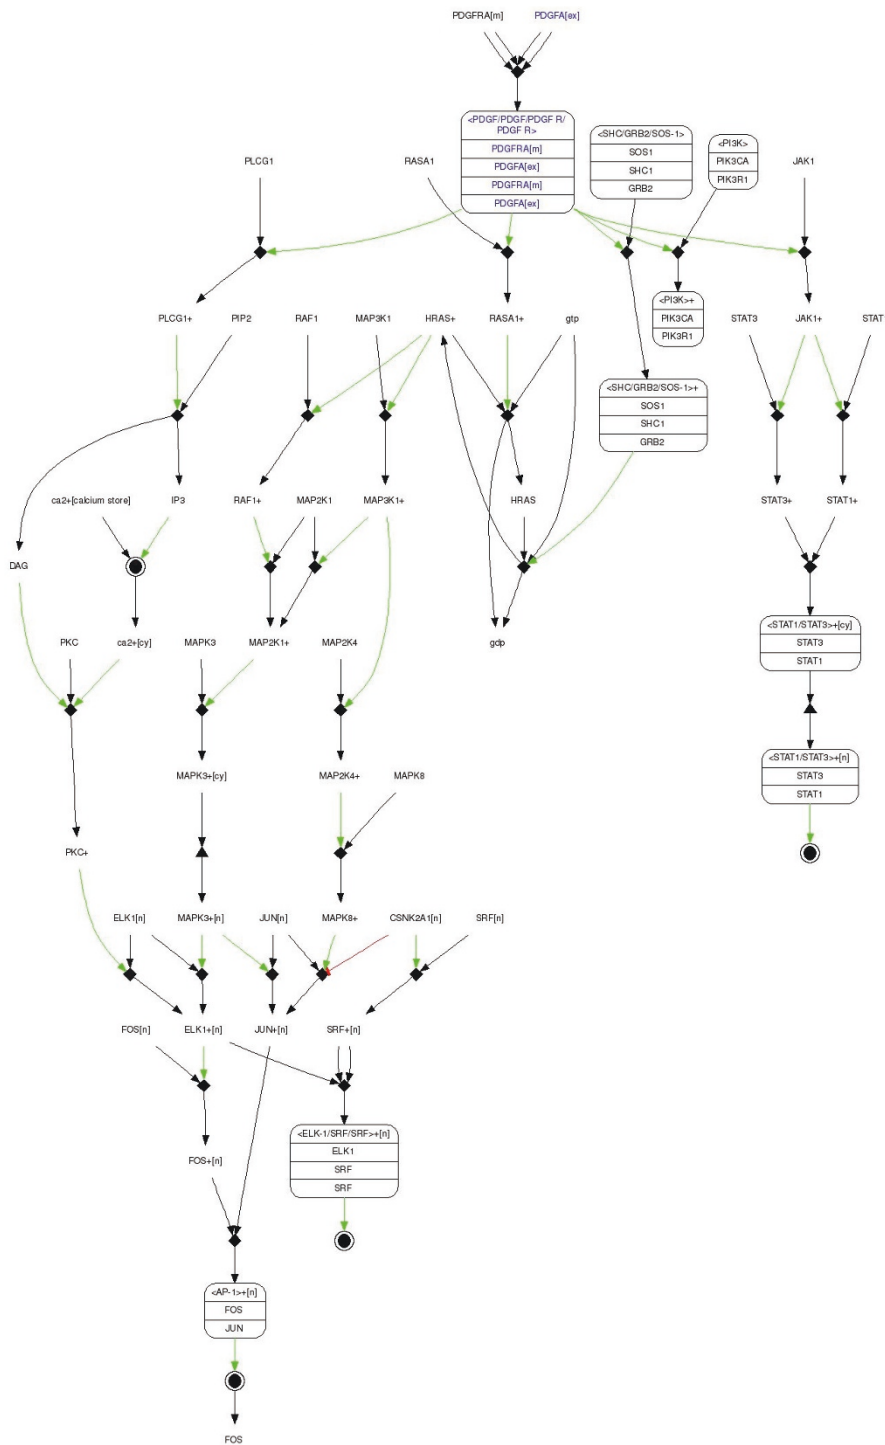 PDGFRA[m]
PDGFA[ex]
<PDGF/PDGF/PDGF R/
PDGF R>
PDGFRA[m]
PDGFA[ex]
PDGFRA[m]
PDGFA[ex]
<SHC/GRB2/SOS-1>
SOS1
SHC1
GRB2
<PI3K>
PIK3CA
PIK3R1
PLCG1
RASA1
JAK1
PLCG1+
PIP2
RAF1
MAP3K1
HRAS+
RASA1+
gtp
<PI3K>+
PIK3CA
PIK3R1
STAT3
JAK1+
STAT
<SHC/GRB2/SOS-1>+
SOS1
SHC1
GRB2
ca2+[calcium store]
IP3
RAF1+
MAP2K1
MAP3K1+
HRAS
STAT3+
STAT1+
DAG
PKC
ca2+[cy]
MAPK3
MAP2K1+
MAP2K4
gdp
<STAT1/STAT3>+[cy]
STAT3
STAT1
MAPK3+[cy]
MAP2K4+
MAPK8
<STAT1/STAT3>+[n]
STAT3
STAT1
PKC+
ELK1[n]
MAPK3+[n]
JUN[n]
MAPK8+
CSNK2A1[n]
SRF[n]
FOS[n]
ELK1+[n]
JUN+[n]
SRF+[n]
<ELK-1/SRF/SRF>+[n]
ELK1
SRF
SRF
FOS+[n]
<AP-1>+[n]
FOS
JUN
FOS